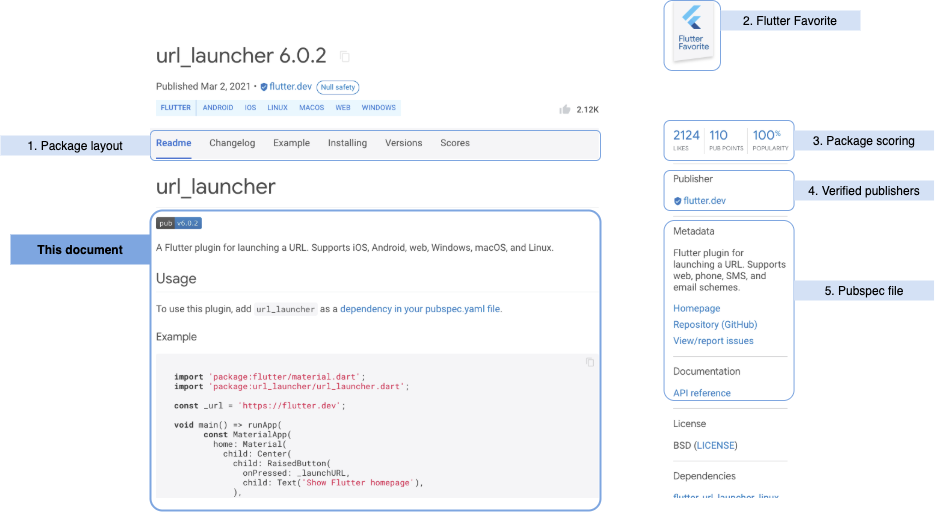 url_launcher 6.0.2
Published Mar 2, 2021 • flutter.dev Null safety
FLUTTER ANDROID IOS LINUX MACOS WEB WINDOWS
2.12K
1. Package layout
Readme Changelog Example Installing Versions Scores
url_launcher
This document
pub v6.0.2
A Flutter plugin for launching a URL. Supports iOS, Android, web, Windows, macOS, and Linux.
Usage
To use this plugin, add url_launcher as a dependency in your pubspec.yaml file.
Example
import 'package:flutter/material.dart';
import 'package:url_launcher/url_launcher.dart';
const _url = 'https://flutter.dev';
void main() => runApp(
const MaterialApp(
home: Material(
child: Center(
child: RaisedButton(
onPressed: _launchURL,
child: Text('Show Flutter homepage'),
),
Flutter
Favorite
2. Flutter Favorite
2124 110 100%
LIKES PUB POINTS POPULARITY
3. Package scoring
Publisher
flutter.dev
4. Verified publishers
Metadata
Flutter plugin for
launching a URL. Supports
web, phone, SMS, and
email schemes.
5. Pubspec file
Homepage
Repository (GitHub)
View/report issues
Documentation
API reference
License
BSD (LICENSE)
Dependencies
flutter, url_launcher_linux,